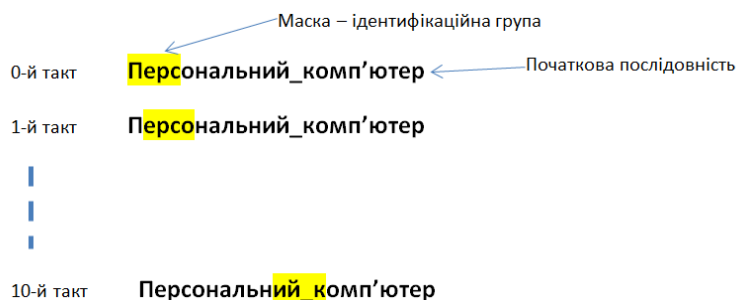 Маска – ідентифікаційна група
0-й такт Персональний_комп’ютер Початкова послідовність
1-й такт Персональний_комп’ютер
10-й такт Персональний_комп’ютер